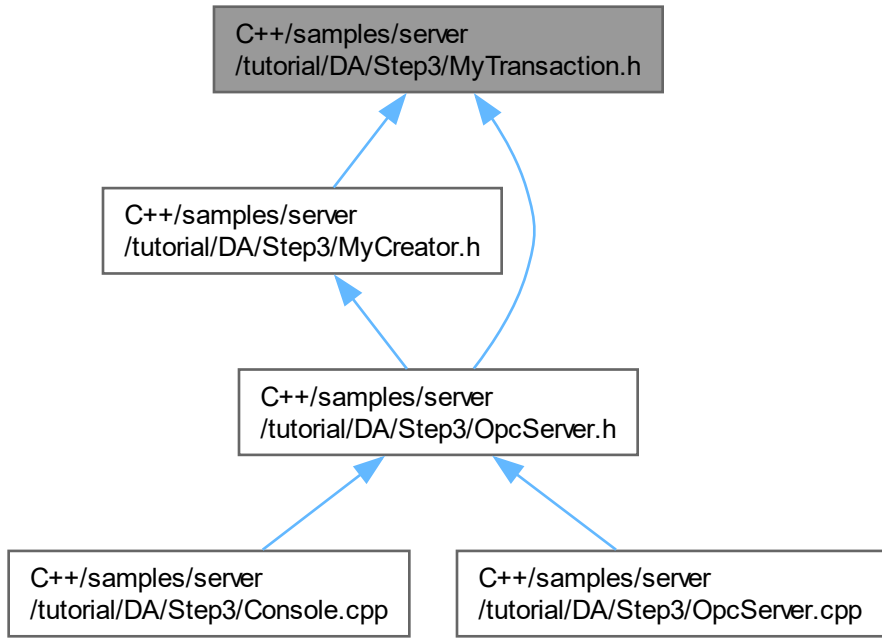 C++/samples/server
/tutorial/DA/Step3/MyTransaction.h
C++/samples/server
/tutorial/DA/Step3/MyCreator.h
C++/samples/server
/tutorial/DA/Step3/OpcServer.h
C++/samples/server
/tutorial/DA/Step3/Console.cpp
C++/samples/server
/tutorial/DA/Step3/OpcServer.cpp